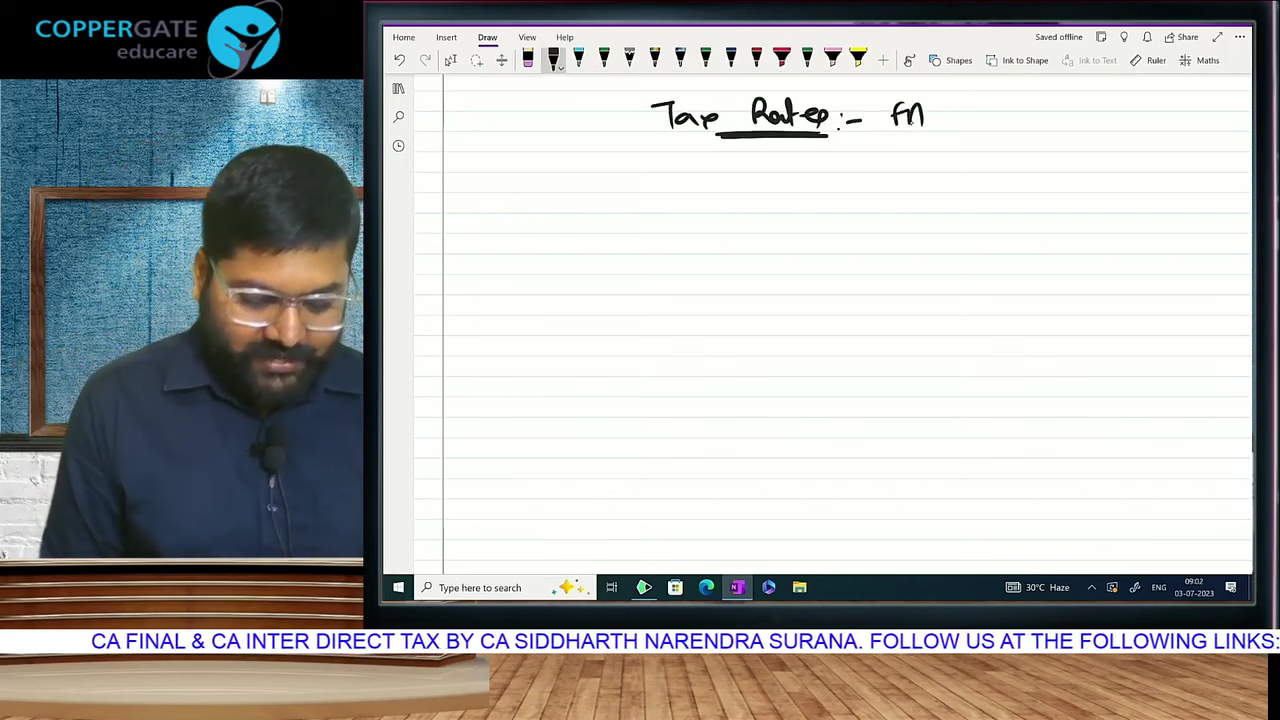 COPPERGATE
educare
Home Insert Draw View Help
Saved offline Share
Shapes Ink to Shape Ink to Text Ruler Maths
Tax Rates :- FA
Type here to search
30°C Haze ENG 09:02
03-07-2023
CA FINAL & CA INTER DIRECT TAX BY CA SIDDHARTH NARENDRA SURANA. FOLLOW US AT THE FOLLOWING LINKS: